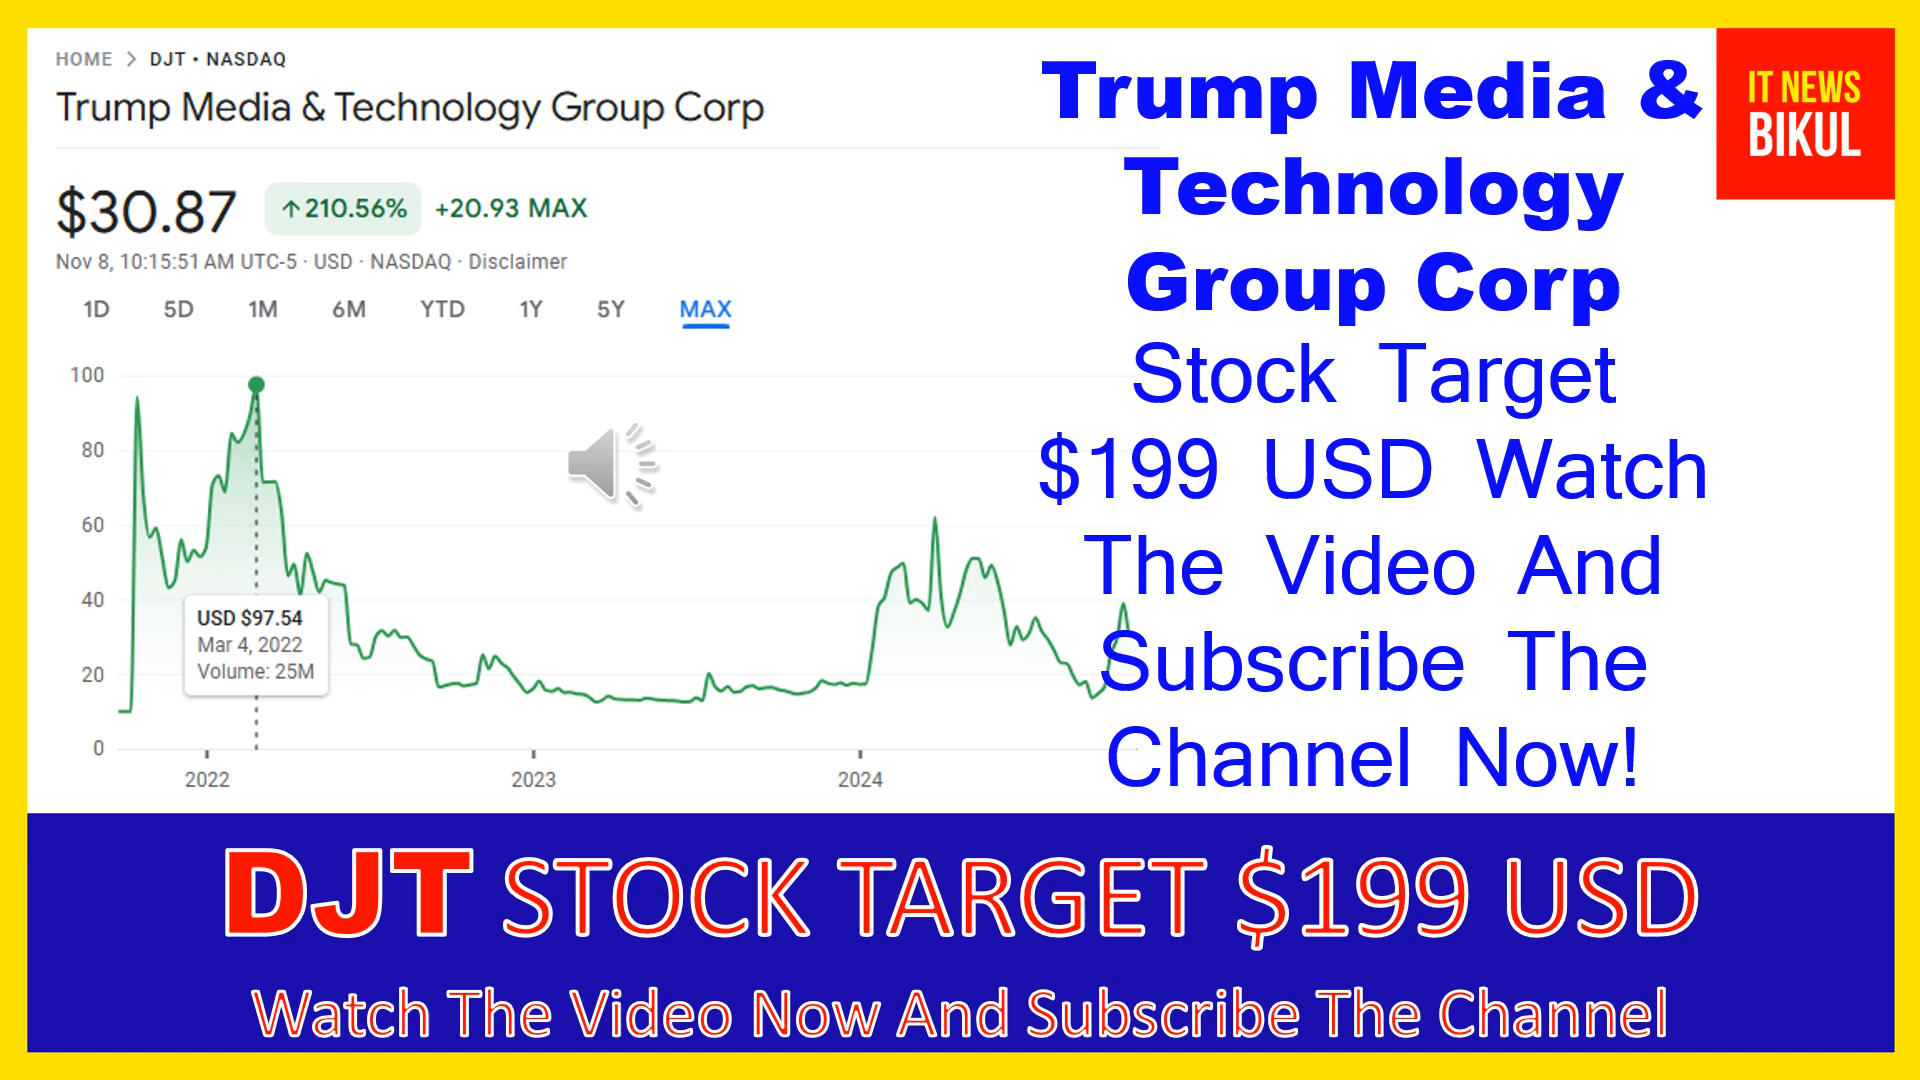 HOME > DJT • NASDAQ
Trump Media & Technology Group Corp
$30.87 ↑210.56% +20.93 MAX
Nov 8, 10:15:51 AM UTC-5 · USD · NASDAQ · Disclaimer
1D 5D 1M 6M YTD 1Y 5Y MAX
100
80
60
40
20
0
USD $97.54
Mar 4, 2022
Volume: 25M
2022 2023 2024
Trump Media &
Technology
Group Corp
Stock Target
$199 USD Watch
The Video And
Subscribe The
Channel Now!
IT NEWS
BIKUL
DJT STOCK TARGET $199 USD
Watch The Video Now And Subscribe The Channel